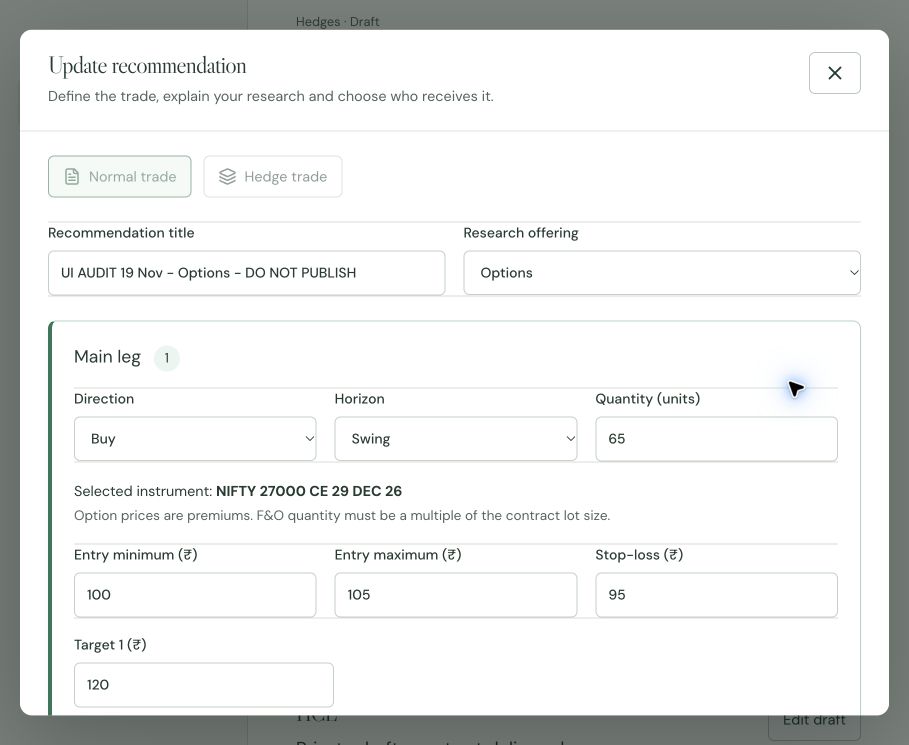 Hedges · Draft
Update recommendation
Define the trade, explain your research and choose who receives it.
Normal trade
Hedge trade
Recommendation title
Research offering
UI AUDIT 19 Nov - Options - DO NOT PUBLISH
Options
Main leg 1
Direction
Horizon
Quantity (units)
Buy
Swing
65
Selected instrument: NIFTY 27000 CE 29 DEC 26
Option prices are premiums. F&O quantity must be a multiple of the contract lot size.
Entry minimum (₹)
Entry maximum (₹)
Stop-loss (₹)
100
105
95
Target 1 (₹)
120
Edit draft